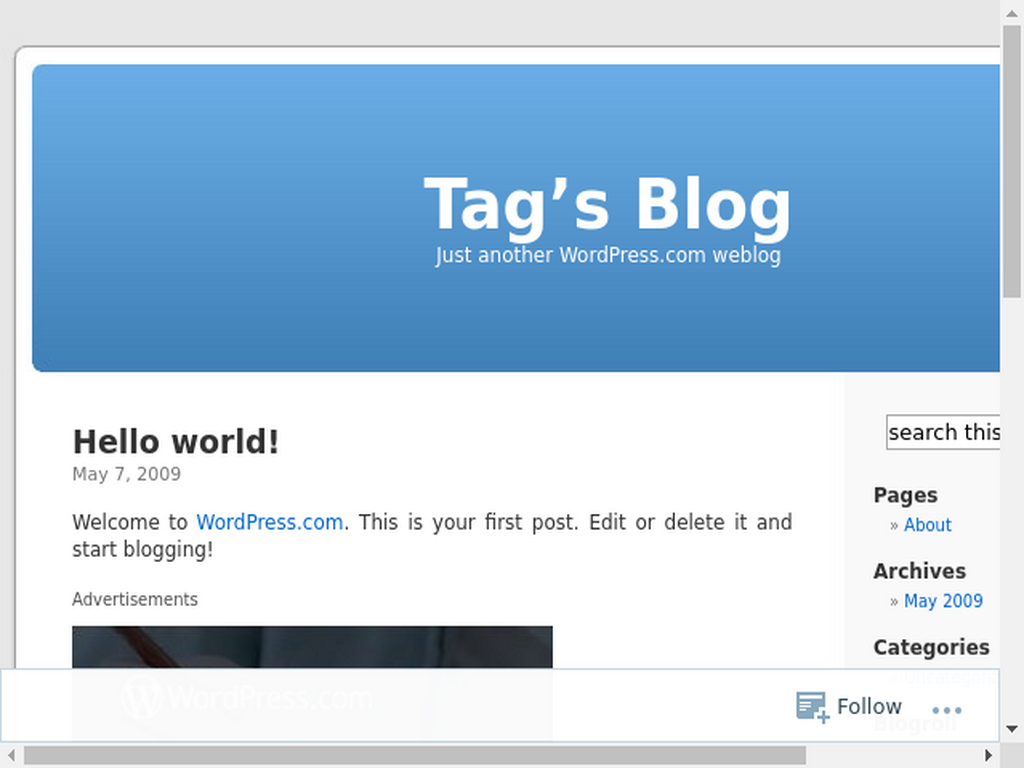 Tag’s Blog
Just another WordPress.com weblog
Hello world!
May 7, 2009
Welcome to WordPress.com. This is your first post. Edit or delete it and
start blogging!
Advertisements
search this
Pages
» About
Archives
» May 2009
Categories
Blogroll
WordPress.com
Follow